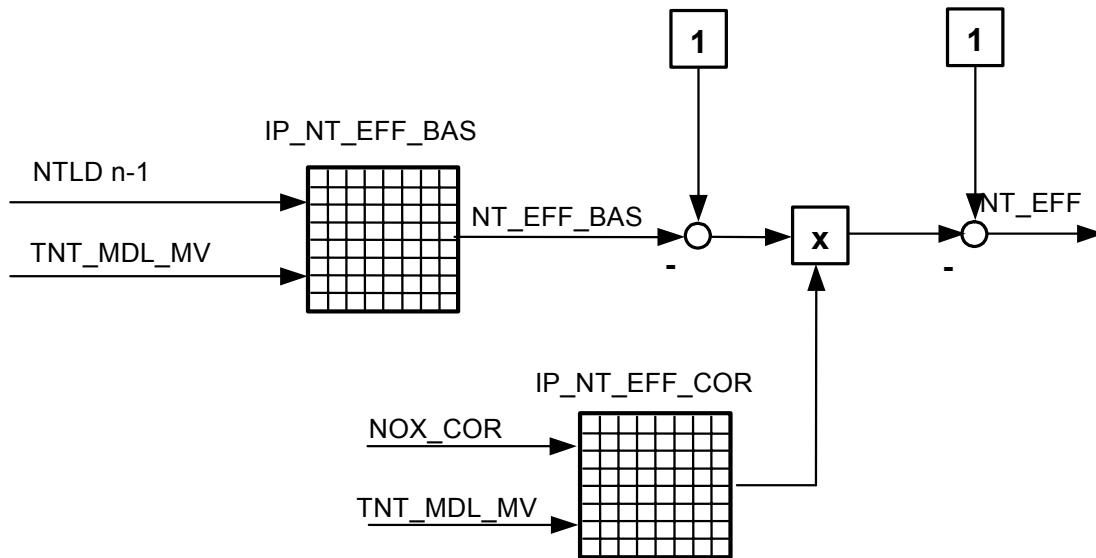 1
1
IP_NT_EFF_BAS
NTLD n-1
NT_EFF_BAS
NT_EFF
TNT_MDL_MV
x
-
-
IP_NT_EFF_COR
NOX_COR
TNT_MDL_MV